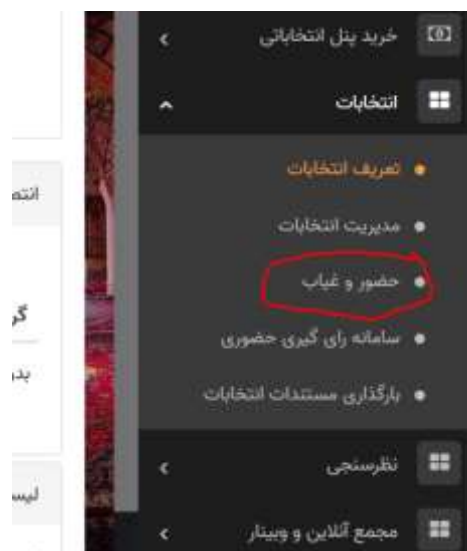 خرید پنل انتخاباتی
انتخابات
تعریف انتخابات
مدیریت انتخابات
حضور و غیاب
سامانه رای گیری حضوری
بارگذاری مستندات انتخابات
نظرسنجی
مجمع آنلاین و وبینار